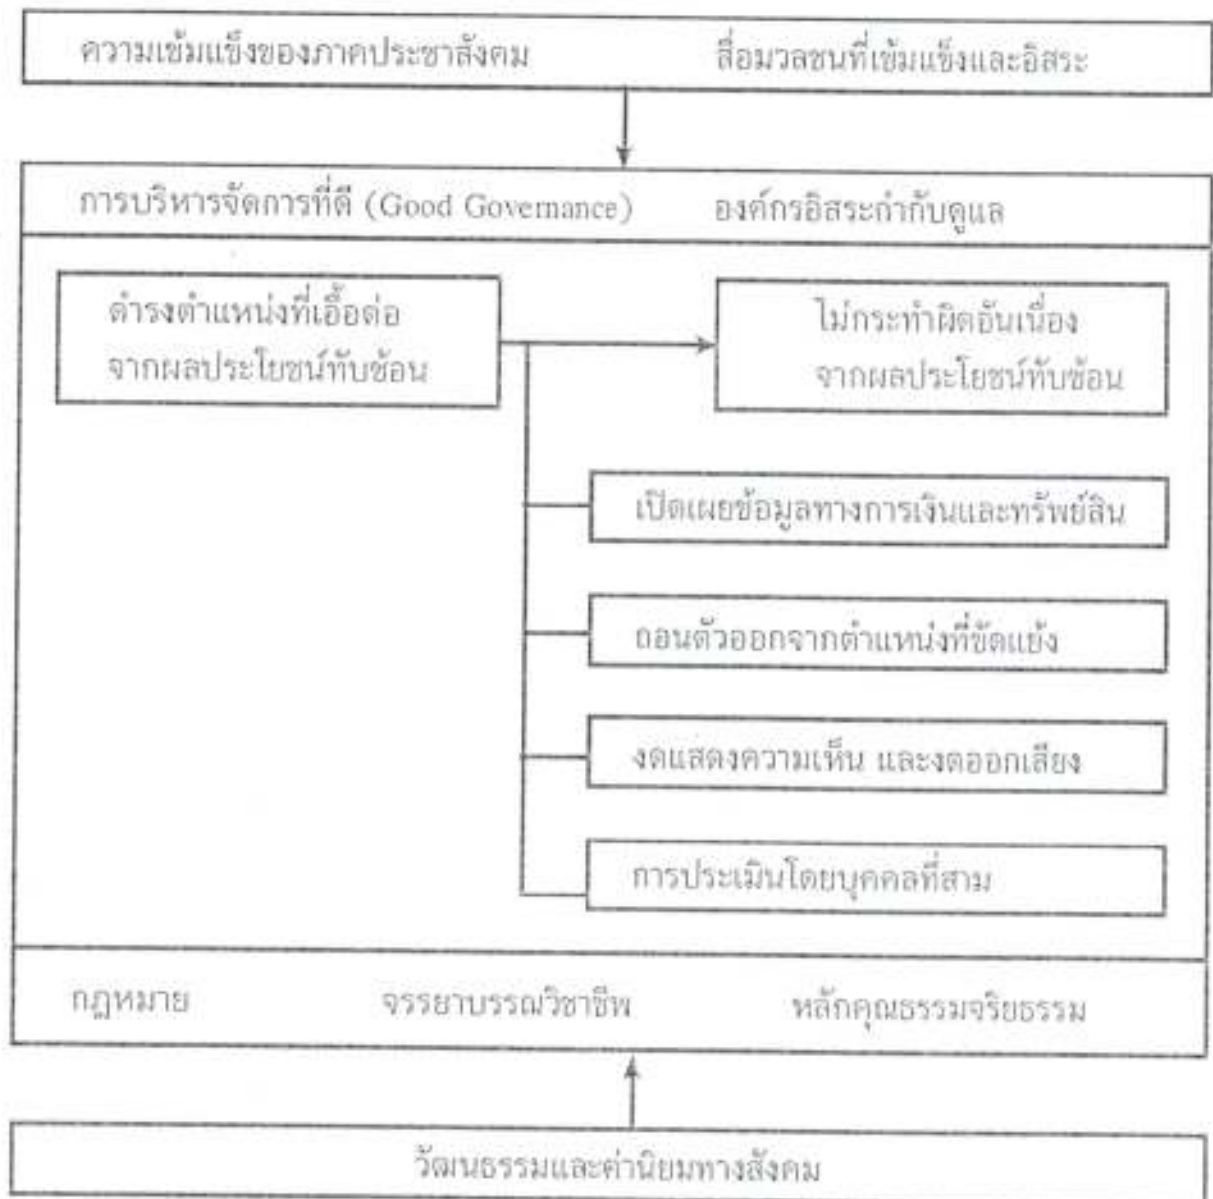 ความเข้มแข็งของภาคประชาสังคม สื่อมวลชนที่เข้มแข็งและอิสระ
การบริหารจัดการที่ดี (Good Governance) องค์กรอิสระกำกับดูแล
ดำรงตำแหน่งที่เอื้อต่อ
จากผลประโยชน์ทับซ้อน
ไม่กระทำผิดอันเนื่อง
จากผลประโยชน์ทับซ้อน
เปิดเผยข้อมูลทางการเงินและทรัพย์สิน
ถอนตัวออกจากตำแหน่งที่ขัดแย้ง
งดแสดงความเห็น และงดออกเสียง
การประเมินโดยบุคคลที่สาม
กฎหมาย จรรยาบรรณวิชาชีพ หลักคุณธรรมจริยธรรม
วัฒนธรรมและค่านิยมทางสังคม